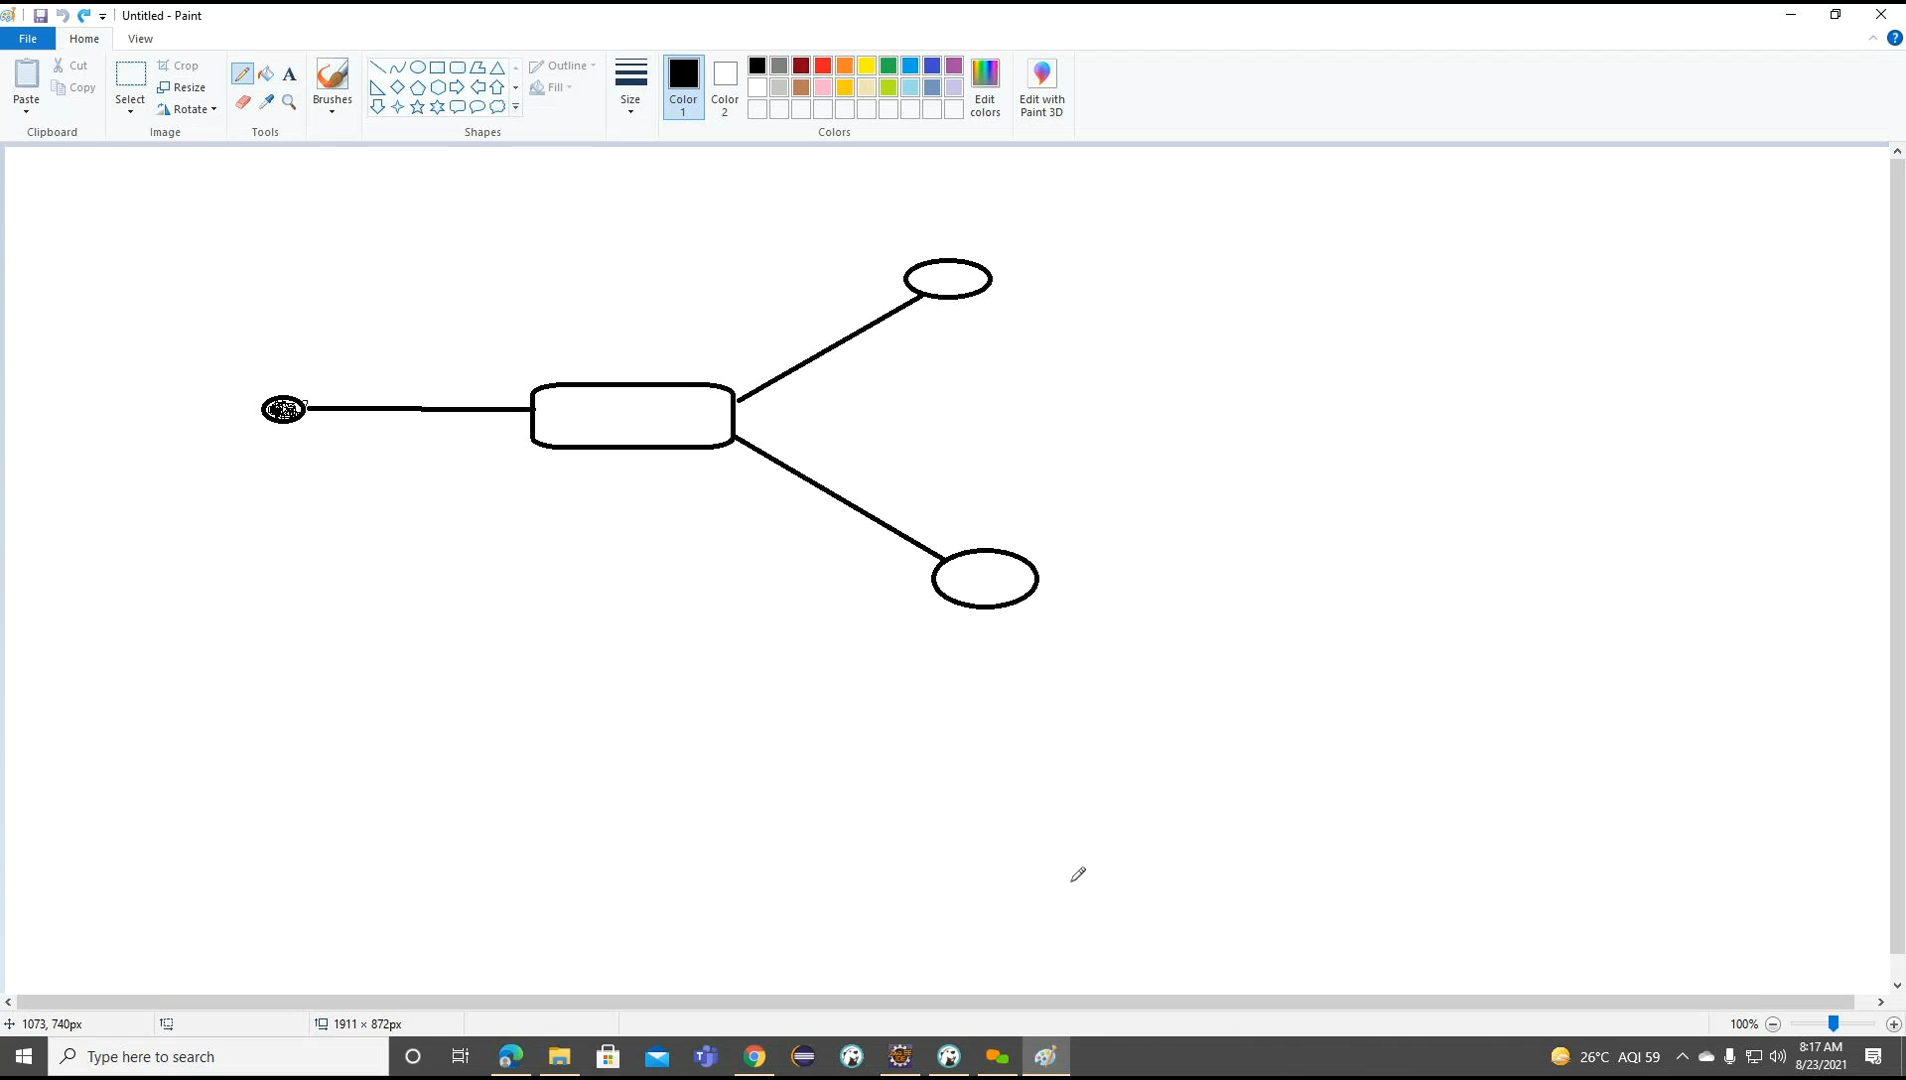 Untitled - Paint
File Home View
Paste
Cut
Copy
Clipboard
Select
Crop
Resize
Rotate
Image
A
Tools
Brushes
Outline
Fill
Shapes
Size
Color 1
Color 2
Edit colors
Edit with Paint 3D
Colors
1073, 740px
1911 × 872px
100%
Type here to search
26°C AQI 59
8:17 AM
8/23/2021